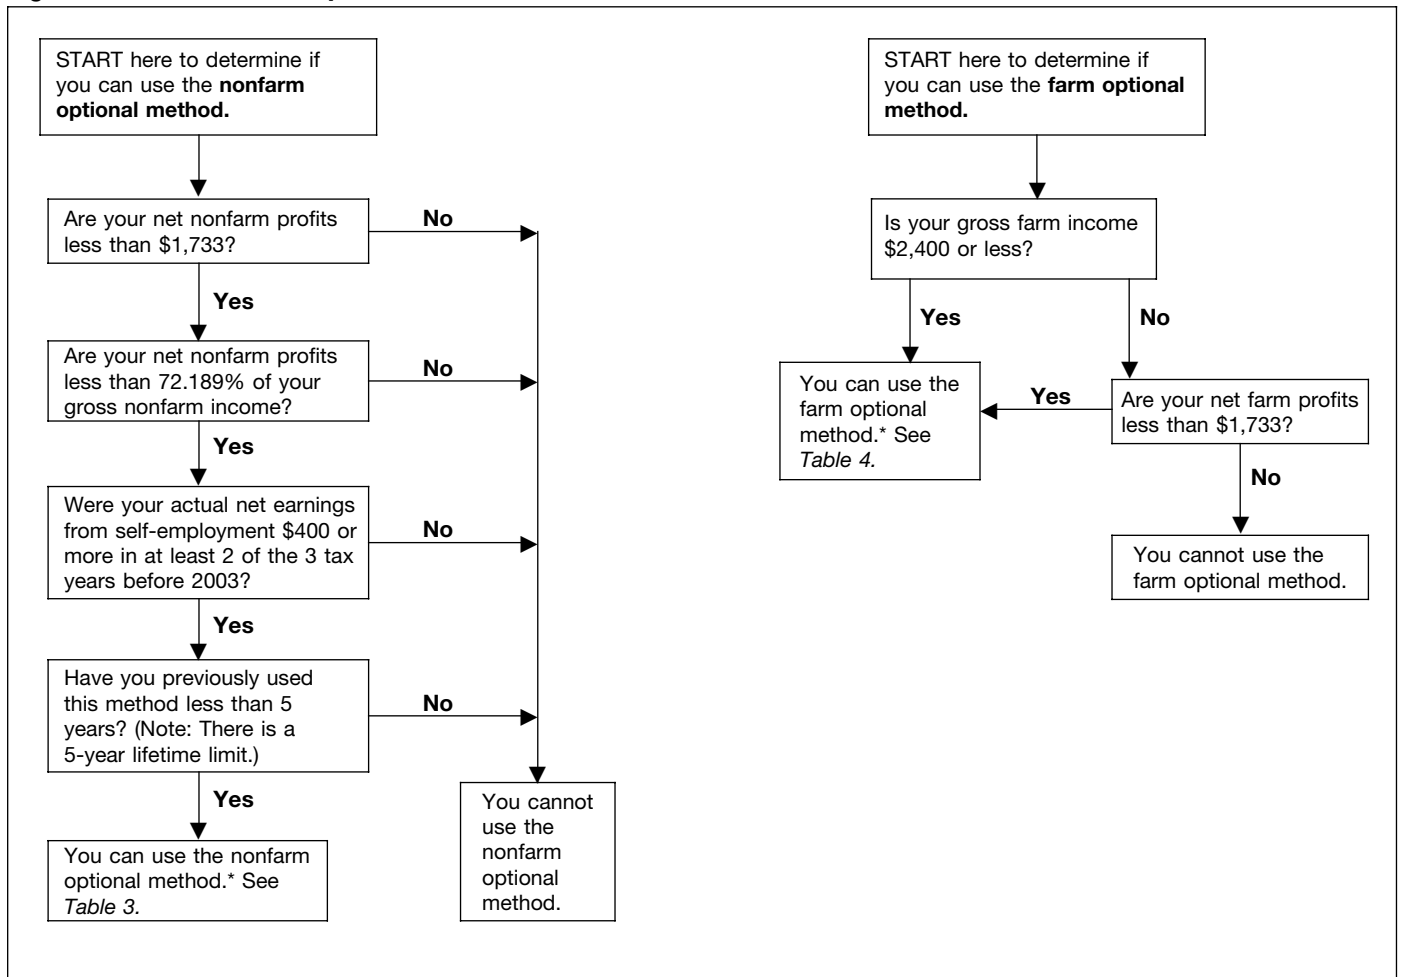 START here to determine if
you can use the nonfarm
optional method.
Are your net nonfarm profits
less than $1,733?
No
Yes
Are your net nonfarm profits
less than 72.189% of your
gross nonfarm income?
No
Yes
Were your actual net earnings
from self-employment $400 or
more in at least 2 of the 3 tax
years before 2003?
No
Yes
Have you previously used
this method less than 5
years? (Note: There is a
5-year lifetime limit.)
No
Yes
You can use the nonfarm
optional method.* See
Table 3.
You cannot
use the
nonfarm
optional
method.
START here to determine if
you can use the farm optional
method.
Is your gross farm income
$2,400 or less?
Yes
No
You can use the
farm optional
method.* See
Table 4.
Yes
Are your net farm profits
less than $1,733?
No
You cannot use the
farm optional method.